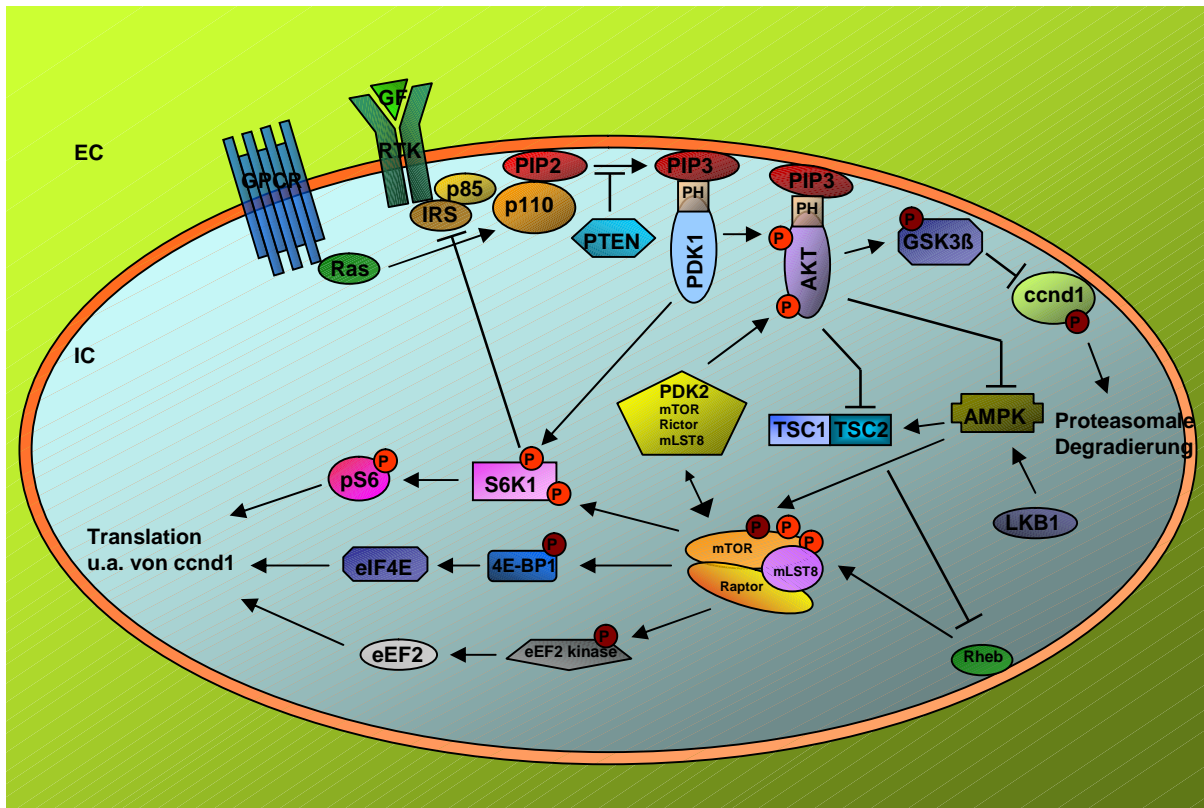 GF
EC
RTK
GPCR
PIP2
PIP3
PIP3
p85
PH
PH
IRS
p110
P
PTEN
P
GSK3ß
PDK1
AKT
Ras
ccnd1
P
P
IC
PDK2
mTOR
Rictor
mLST8
AMPK
TSC1
TSC2
Proteasomale
Degradierung
P
P
pS6
S6K1
P
LKB1
P
P
P
Translation
u.a. von ccnd1
mTOR
mLST8
Raptor
P
eIF4E
4E-BP1
P
eEF2
eEF2 kinase
Rheb